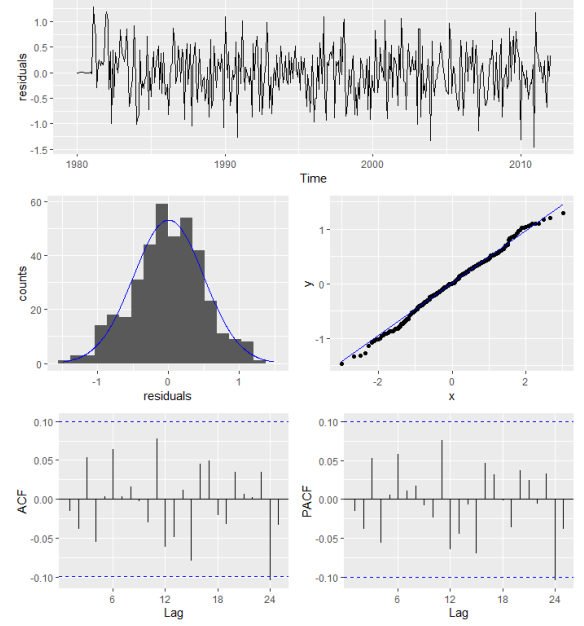 residuals
1.0
0.5
0.0
-0.5
-1.0
-1.5
1980 1990 2000 2010
Time
counts
60
40
20
0
-1 0 1
residuals
y
1
0
-1
-2 0 2
x
ACF
0.10
0.05
0.00
-0.05
-0.10
6 12 18 24
Lag
PACF
0.10
0.05
0.00
-0.05
-0.10
6 12 18 24
Lag